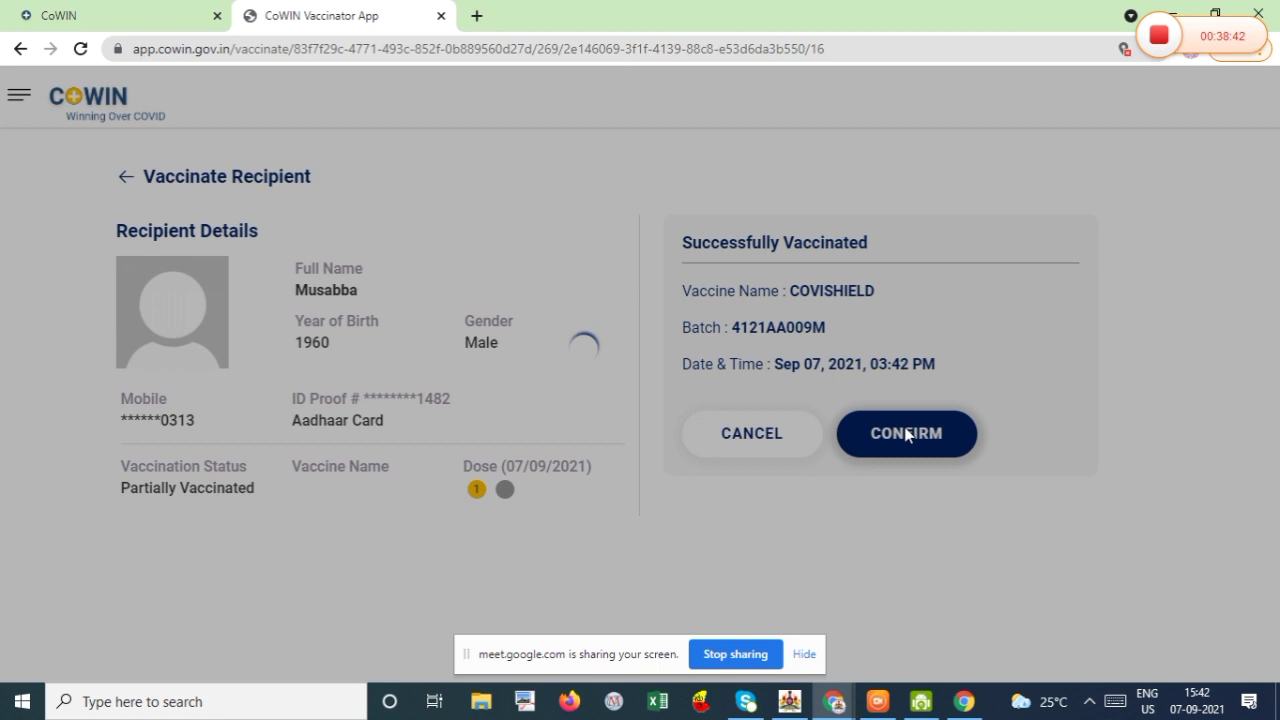 CoWIN
CoWIN Vaccinator App
app.cowin.gov.in/vaccinate/83f7f29c-4771-493c-852f-0b889560d27d/269/2e146069-3f1f-4139-88c8-e53d6da3b550/16
00:38:42
COWIN
Winning Over COVID
Vaccinate Recipient
Recipient Details
Full Name
Musabba
Year of Birth
Gender
1960
Male
Mobile
ID Proof # ********1482
******0313
Aadhaar Card
Vaccination Status
Vaccine Name
Dose (07/09/2021)
Partially Vaccinated
1
Successfully Vaccinated
Vaccine Name : COVISHIELD
Batch : 4121AA009M
Date & Time : Sep 07, 2021, 03:42 PM
CANCEL
CONFIRM
meet.google.com is sharing your screen.
Stop sharing
Hide
Type here to search
25°C
ENG
US
15:42
07-09-2021